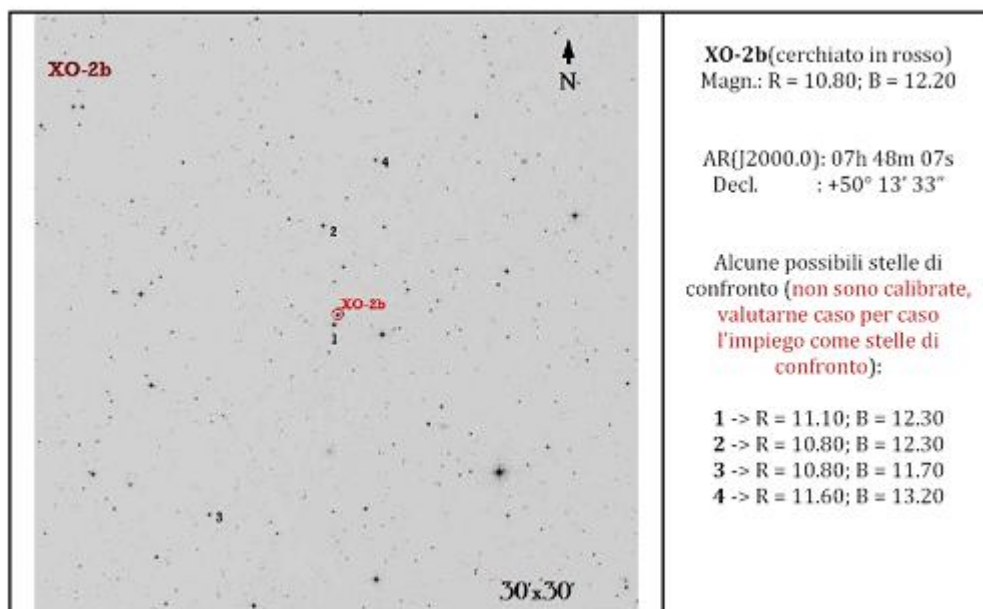 XO-2b
N
4
2
XO-2b
1
3
30'x30'
XO-2b(cerchiato in rosso)
Magn.: R = 10.80; B = 12.20
AR(J2000.0): 07h 48m 07s
Decl. : +50° 13' 33"
Alcune possibili stelle di
confronto (non sono calibrate,
valutarne caso per caso
l'impiego come stelle di
confronto):
1 -> R = 11.10; B = 12.30
2 -> R = 10.80; B = 12.30
3 -> R = 10.80; B = 11.70
4 -> R = 11.60; B = 13.20